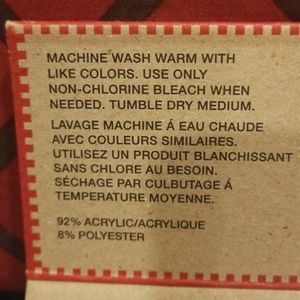 MACHINE WASH WARM WITH
LIKE COLORS. USE ONLY
NON-CHLORINE BLEACH WHEN
NEEDED. TUMBLE DRY MEDIUM.
LAVAGE MACHINE Á EAU CHAUDE
AVEC COULEURS SIMILAIRES.
UTILISEZ UN PRODUIT BLANCHISSANT
SANS CHLORE AU BESOIN.
SÉCHAGE PAR CULBUTAGE Á
TEMPERATURE MOYENNE.
92% ACRYLIC/ACRYLIQUE
8% POLYESTER